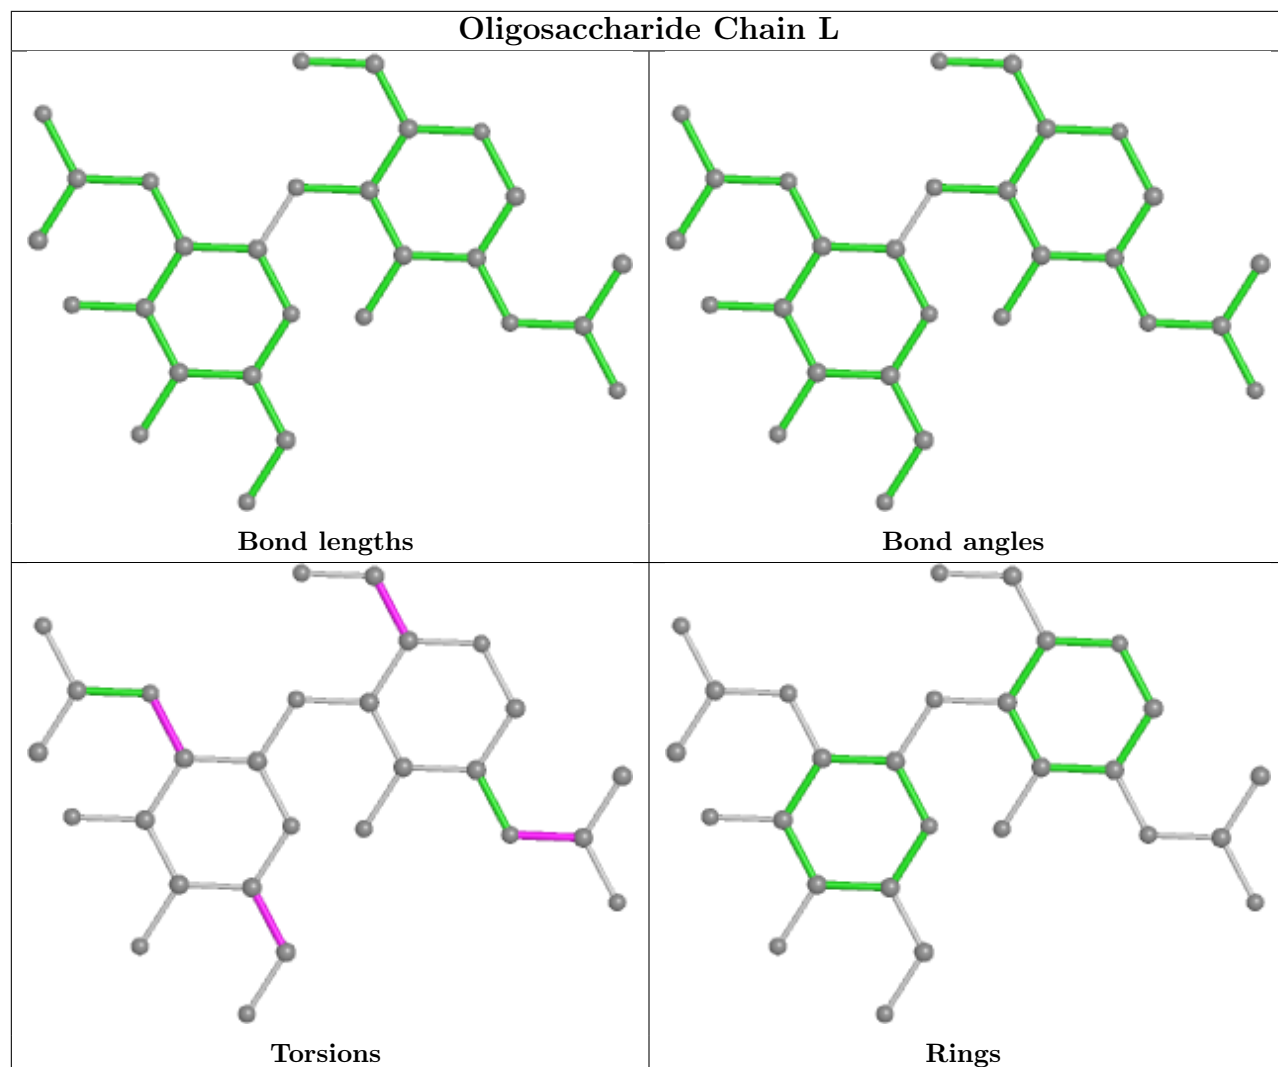 Oligosaccharide Chain L
Bond lengths
Bond angles
Torsions
Rings